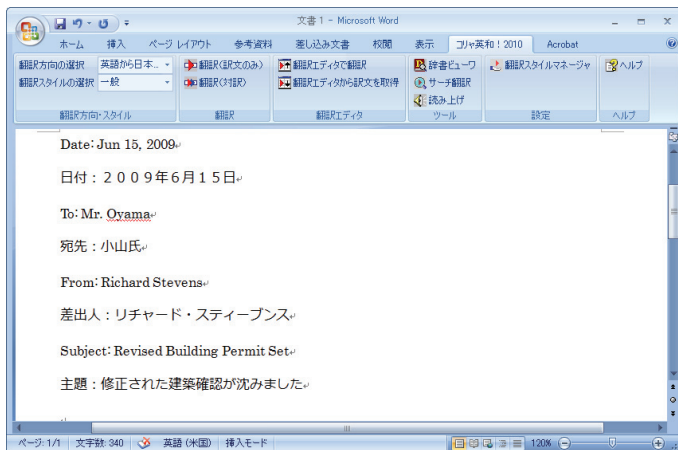 文書 1 - Microsoft Word
ホーム 挿入 ページ レイアウト 参考資料 差し込み文書 校閲 表示 コリャ英和！2010 Acrobat
翻訳方向の選択 英語から日本.. 翻訳(訳文のみ) 翻訳エディタで翻訳 辞書ビューワ 翻訳スタイルマネージャ ヘルプ
翻訳スタイルの選択 一般 翻訳(対訳) 翻訳エディタから訳文を取得 サーチ翻訳
読み上げ
翻訳方向・スタイル 翻訳 翻訳エディタ ツール 設定 ヘルプ
Date: Jun 15, 2009
日付：２００９年６月１５日
To: Mr. Oyama
宛先：小山氏
From: Richard Stevens
差出人：リチャード・スティーブンス
Subject: Revised Building Permit Set
主題：修正された建築確認が沈みました
ページ: 1/1 文字数: 340 英語 (米国) 挿入モード 120%